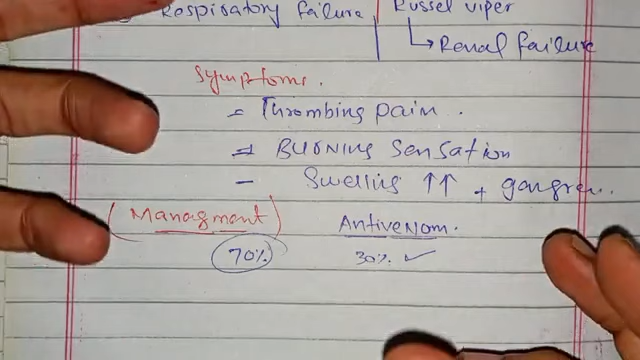 Respiratory failure | Russel viper
↳ Renal failure
Symptoms.
= Thrombing pain.
⇒ Burning sensation
- Swelling ↑↑ + gangren..
(Managment) Antivenom.
70% 30% ✓